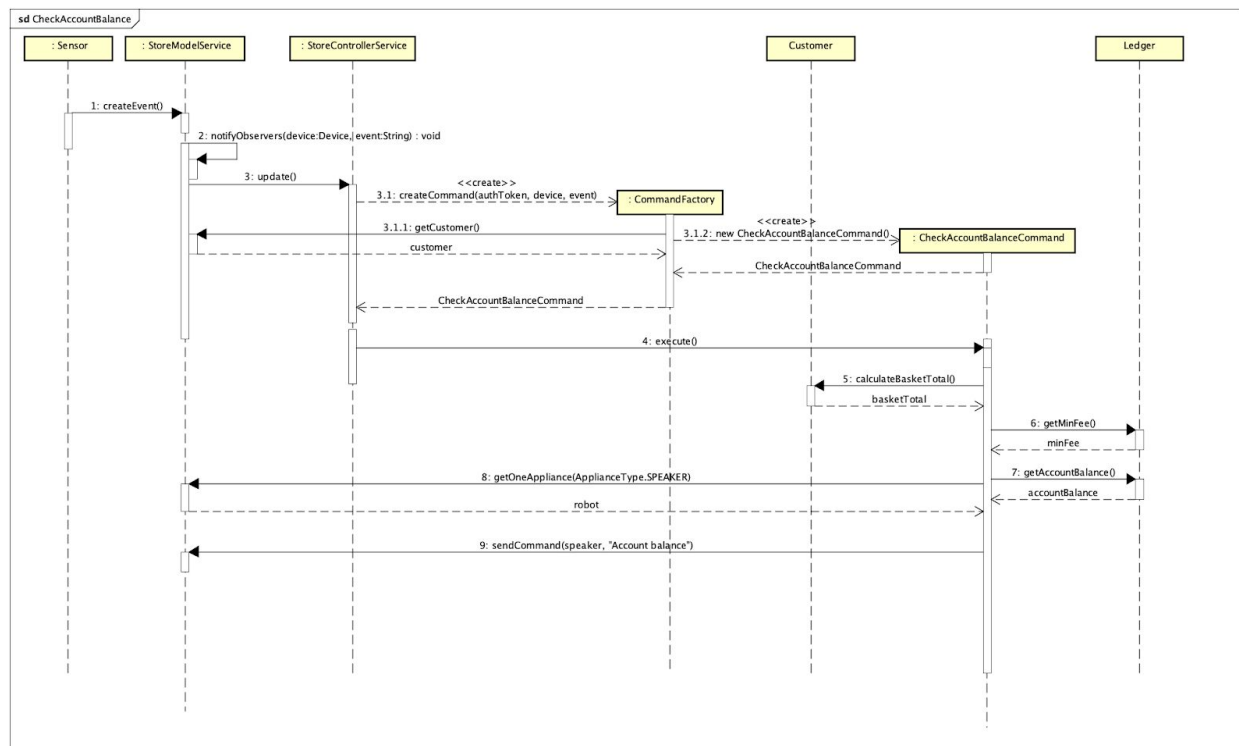 sd CheckAccountBalance
: Sensor
: StoreModelService
: StoreControllerService
Customer
Ledger
1: createEvent()
2: notifyObservers(device:Device, event:String) : void
3: update()
<<create>>
3.1: createCommand(authToken, device, event)
: CommandFactory
<<create>>
3.1.1: getCustomer()
3.1.2: new CheckAccountBalanceCommand()
: CheckAccountBalanceCommand
customer
CheckAccountBalanceCommand
CheckAccountBalanceCommand
4: execute()
5: calculateBasketTotal()
basketTotal
6: getMinFee()
minFee
7: getAccountBalance()
8: getOneAppliance(ApplianceType.SPEAKER)
accountBalance
robot
9: sendCommand(speaker, "Account balance")